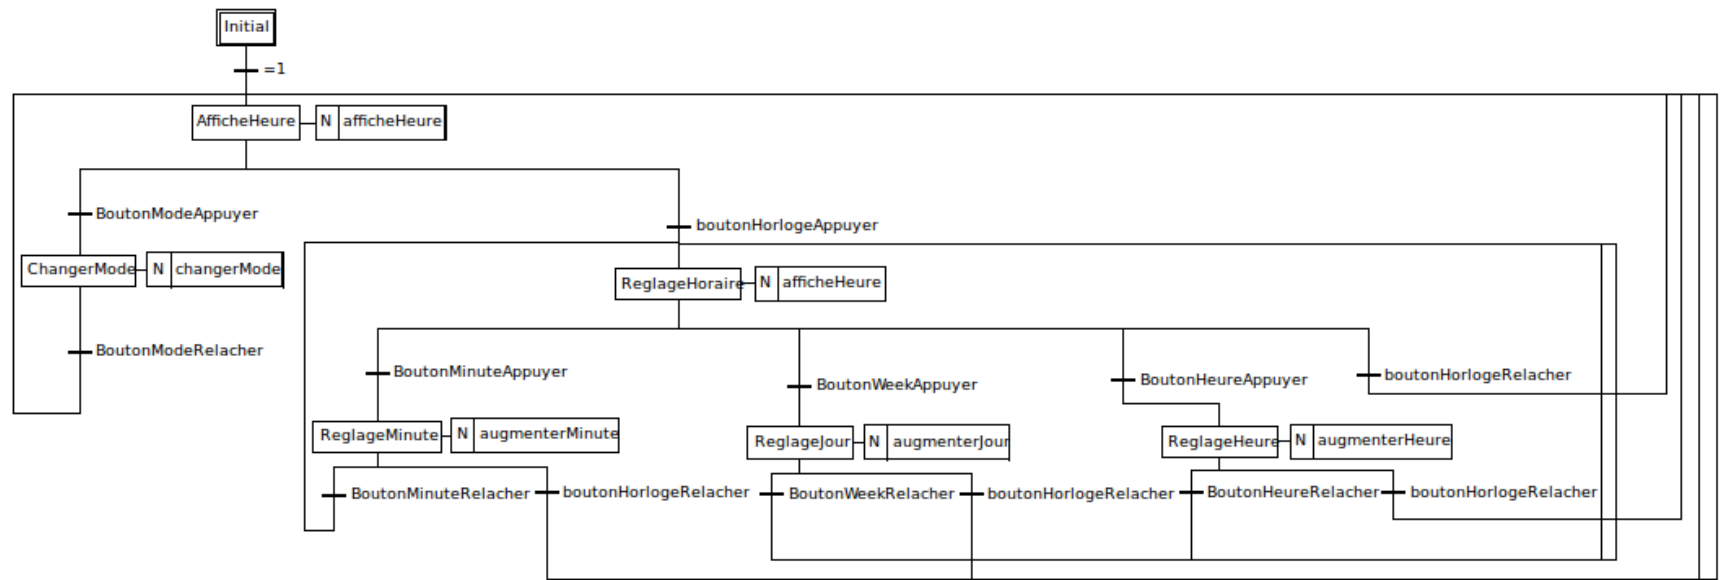 Initial
=1
AfficheHeure N afficheHeure
BoutonModeAppuyer
boutonHorlogeAppuyer
ChangerMode N changerMode
ReglageHoraire N afficheHeure
BoutonModeRelacher
BoutonMinuteAppuyer
BoutonWeekAppuyer
BoutonHeureAppuyer
boutonHorlogeRelacher
ReglageMinute N augmenterMinute
ReglageJour N augmenterJour
ReglageHeure N augmenterHeure
BoutonMinuteRelacher
boutonHorlogeRelacher
BoutonWeekRelacher
boutonHorlogeRelacher
BoutonHeureRelacher
boutonHorlogeRelacher